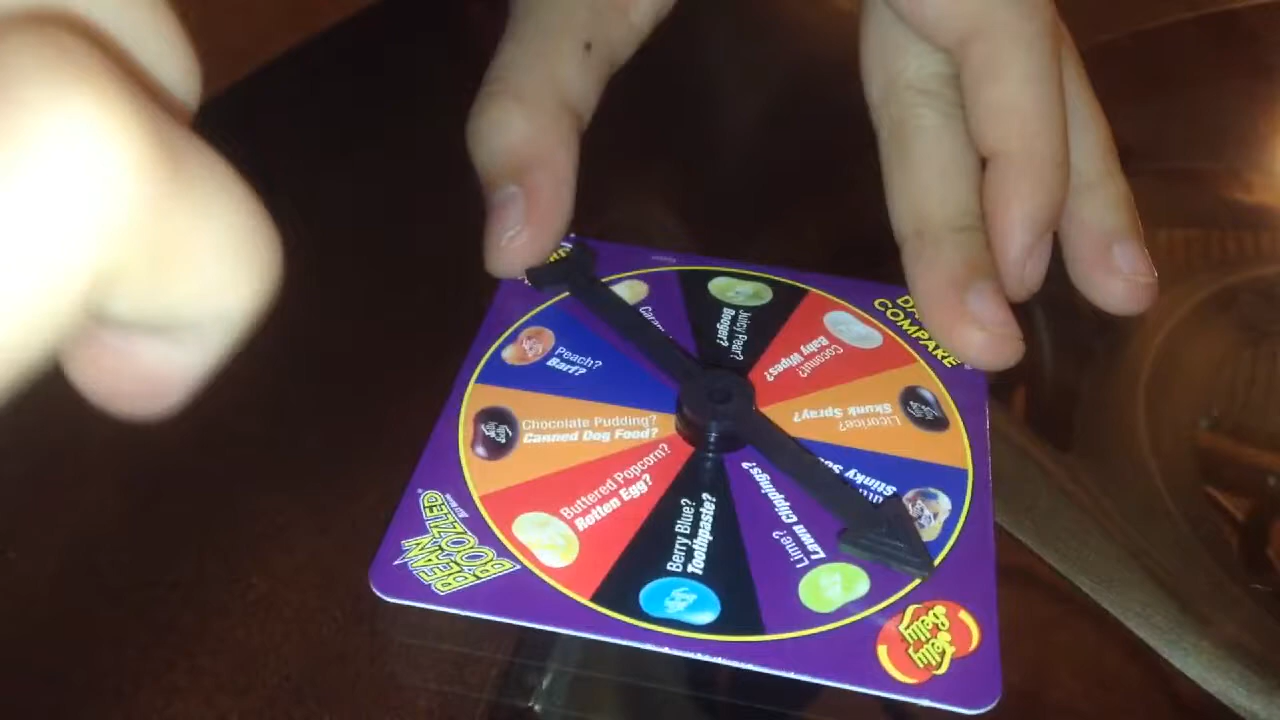 Juicy Pear?
Booger?
Coconut?
Baby Wipes?
Licorice?
Skunk Spray?
Stinky
Lime?
Lawn Clippings?
Berry Blue?
Toothpaste?
Buttered Popcorn?
Rotten Egg?
Chocolate Pudding?
Canned Dog Food?
Peach?
Barf?
COMPARE
BEAN
BOOZLED
Jelly
Belly